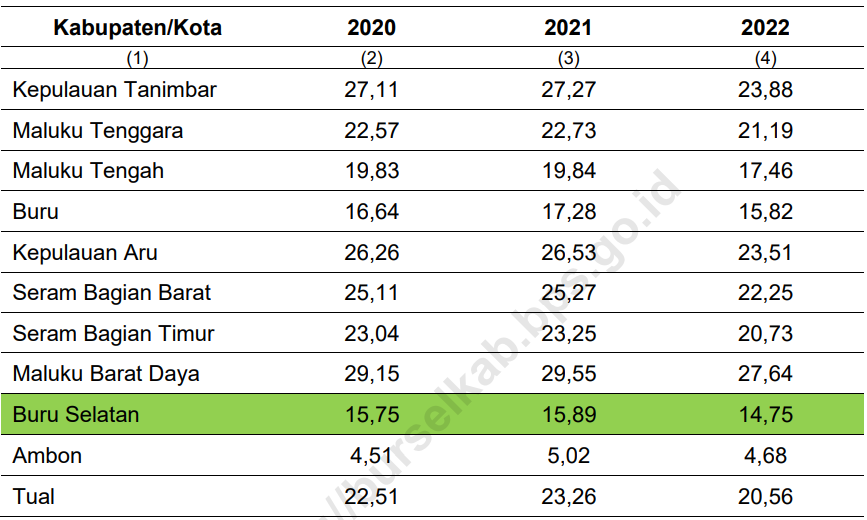 Kabupaten/Kota 2020 2021 2022
(1) (2) (3) (4)
Kepulauan Tanimbar 27,11 27,27 23,88
Maluku Tenggara 22,57 22,73 21,19
Maluku Tengah 19,83 19,84 17,46
Buru 16,64 17,28 15,82
Kepulauan Aru 26,26 26,53 23,51
Seram Bagian Barat 25,11 25,27 22,25
Seram Bagian Timur 23,04 23,25 20,73
Maluku Barat Daya 29,15 29,55 27,64
Buru Selatan 15,75 15,89 14,75
Ambon 4,51 5,02 4,68
Tual 22,51 23,26 20,56
//burselkab.bps.go.id